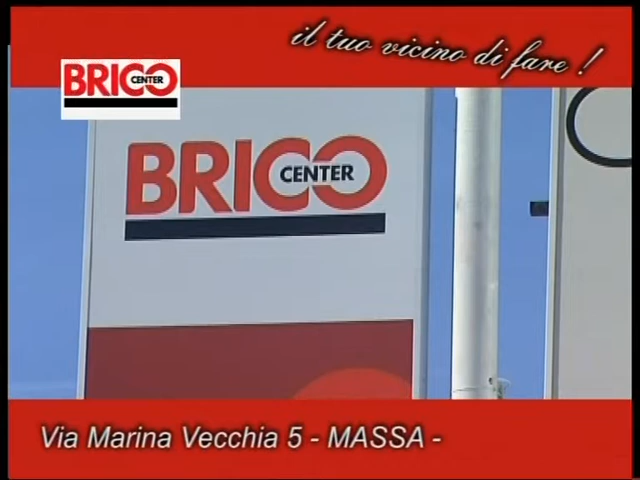 il tuo vicino di fare !
BRICO CENTER
BRICO CENTER
Via Marina Vecchia 5 - MASSA -